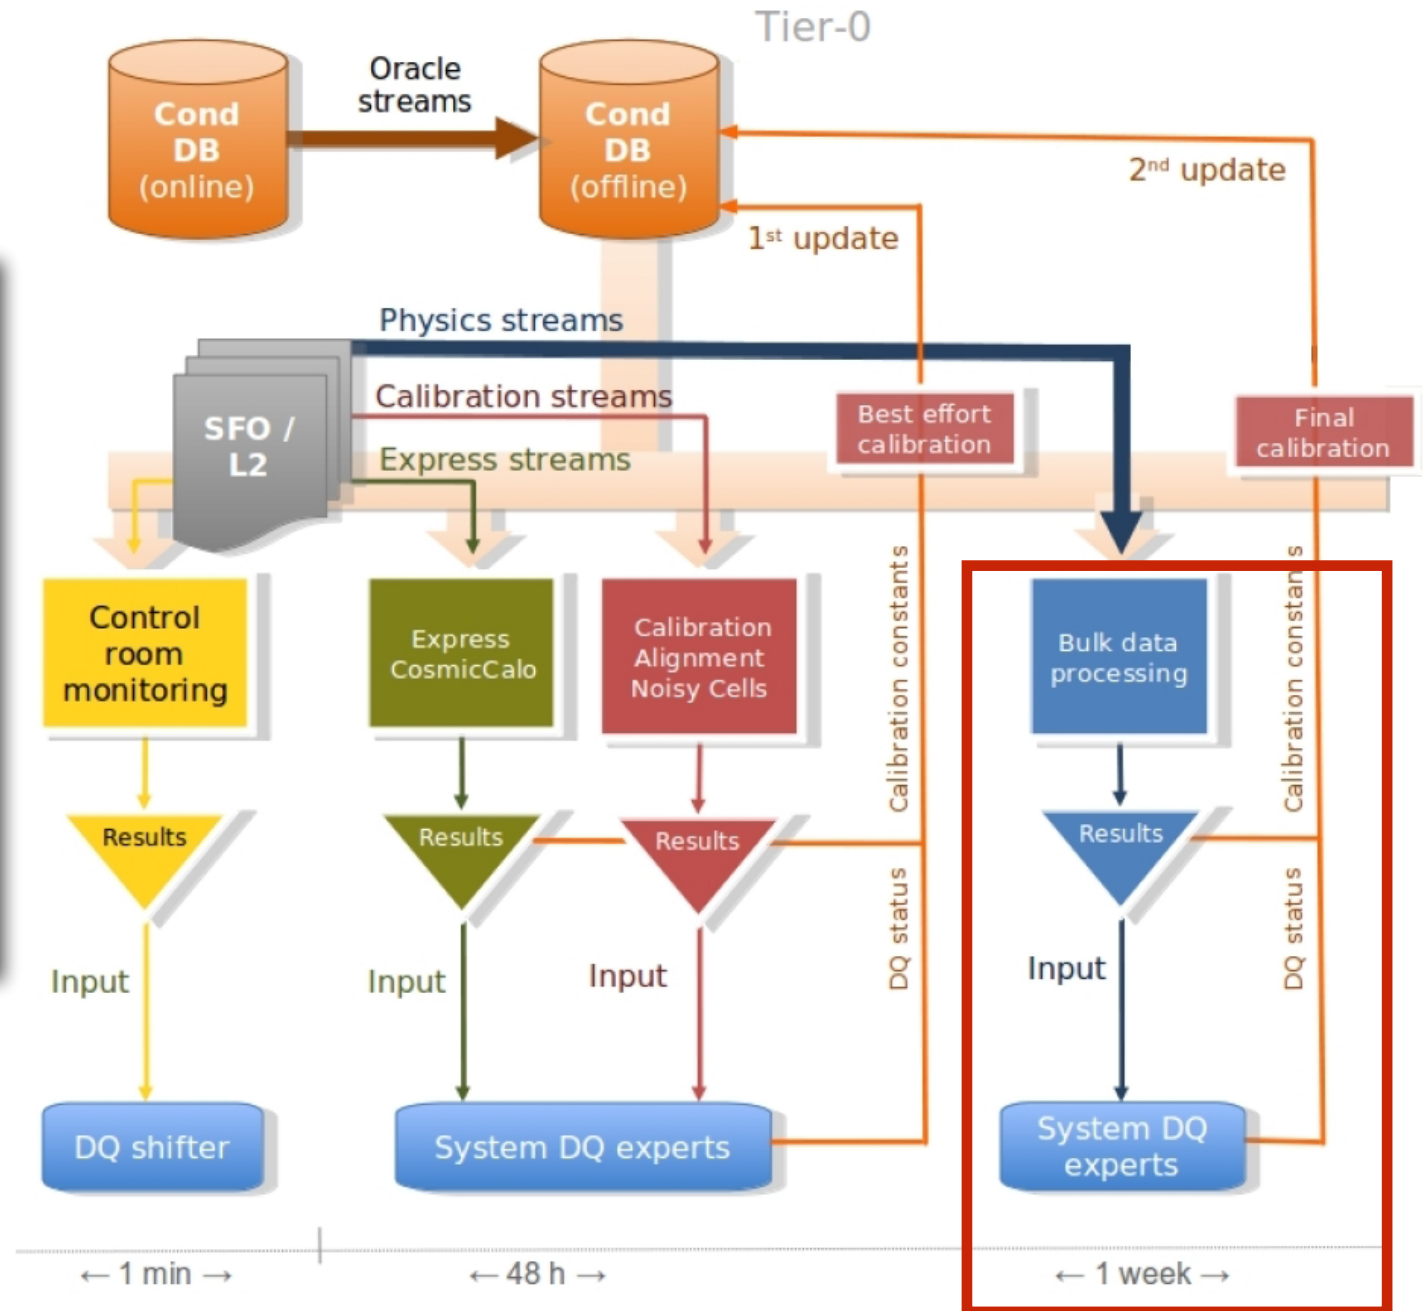 Tier-0
Oracle
streams
Cond
DB
(online)
Cond
DB
(offline)
2nd update
1st update
Physics streams
Calibration streams
Express streams
SFO /
L2
Best effort
calibration
Final
calibration
Control
room
monitoring
Express
CosmicCalo
Calibration
Alignment
Noisy Cells
Calibration constants
Bulk data
processing
Calibration constants
Results
Results
Results
Results
DQ status
DQ status
Input
Input
Input
Input
DQ shifter
System DQ experts
System DQ
experts
← 1 min →
← 48 h →
← 1 week →